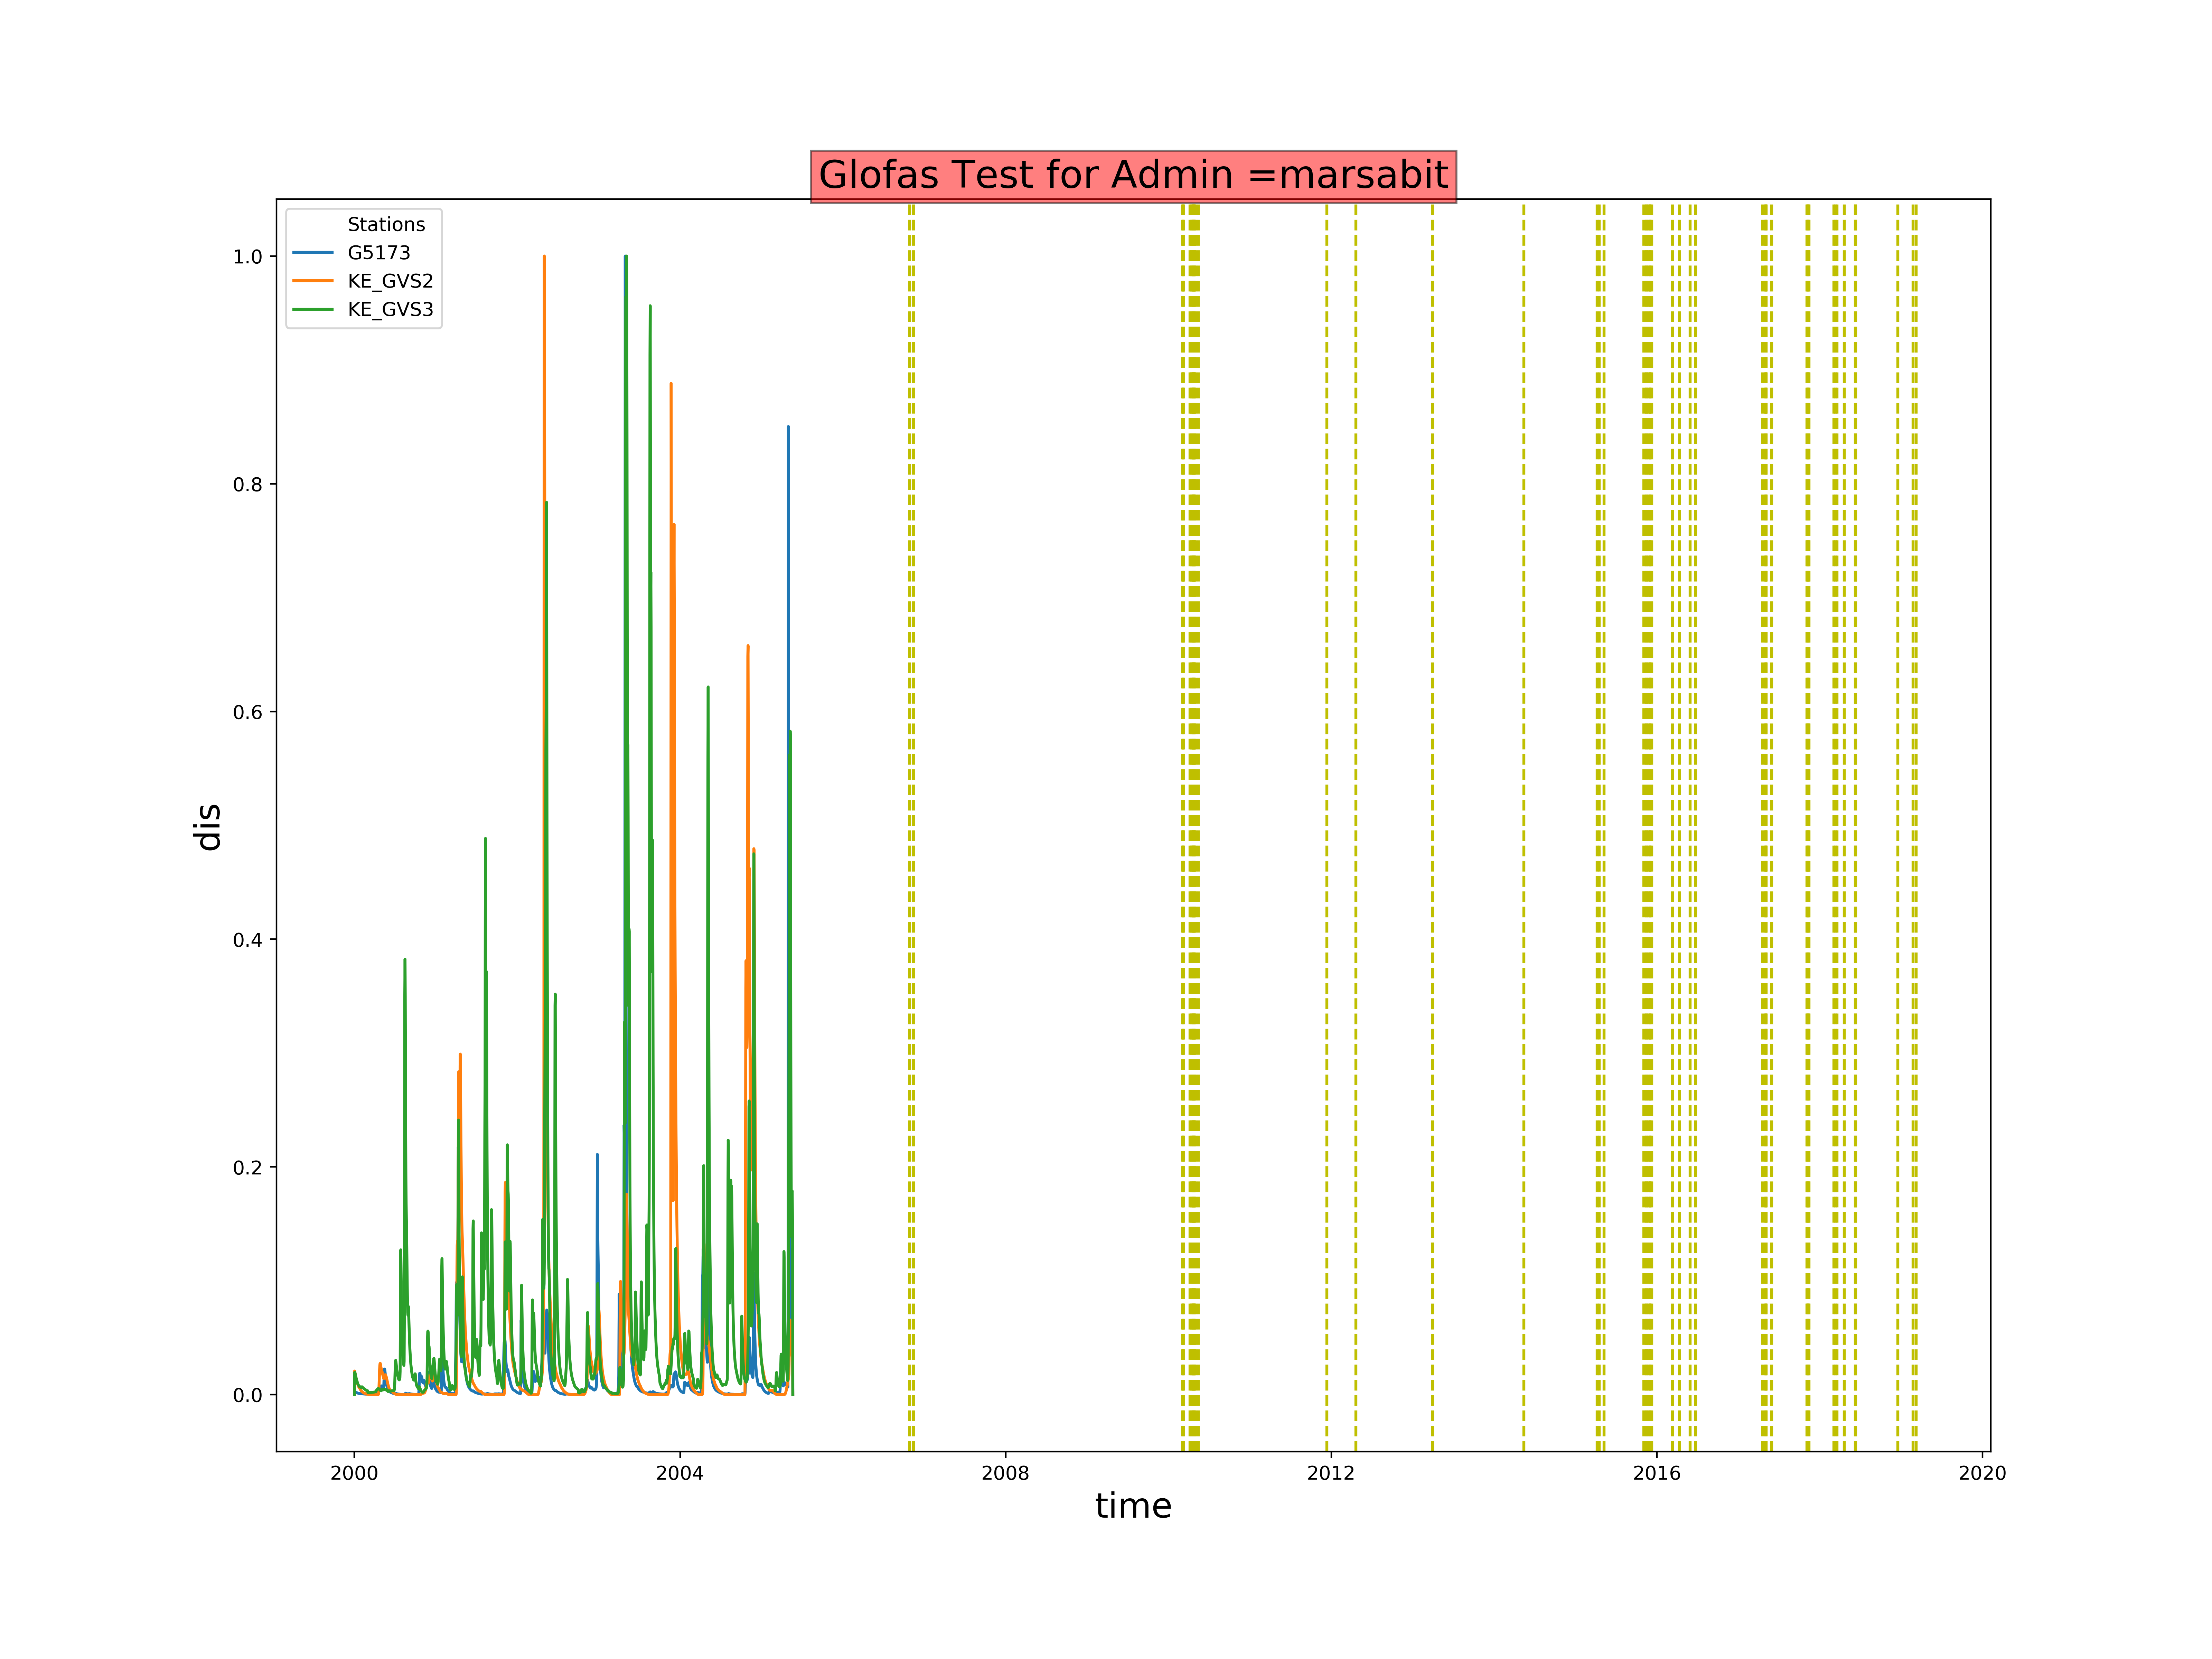 Glofas Test for Admin =marsabit
Stations
G5173
KE_GVS2
KE_GVS3
1.0
0.8
0.6
0.4
0.2
0.0
dis
2000 2004 2008 2012 2016 2020
time